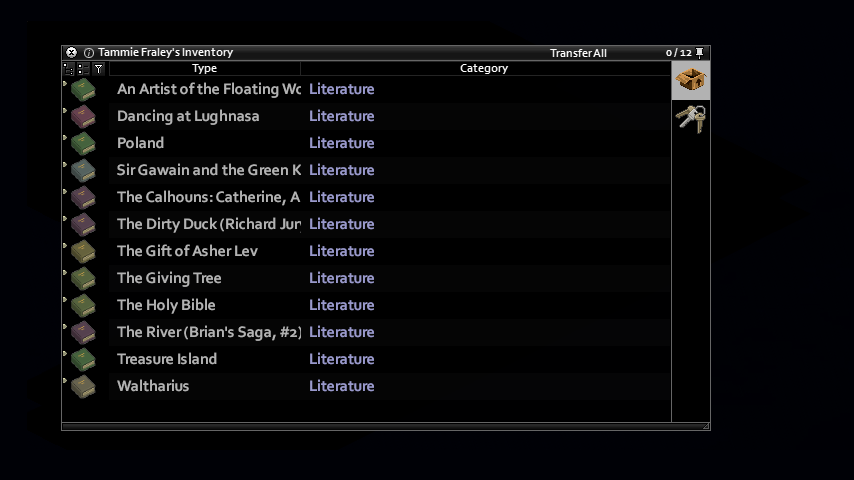 Tammie Fraley's Inventory Transfer All 0 / 12
Type Category
An Artist of the Floating Wo Literature
Dancing at Lughnasa Literature
Poland Literature
Sir Gawain and the Green K Literature
The Calhouns: Catherine, A Literature
The Dirty Duck (Richard Jur Literature
The Gift of Asher Lev Literature
The Giving Tree Literature
The Holy Bible Literature
The River (Brian's Saga, #2) Literature
Treasure Island Literature
Waltharius Literature